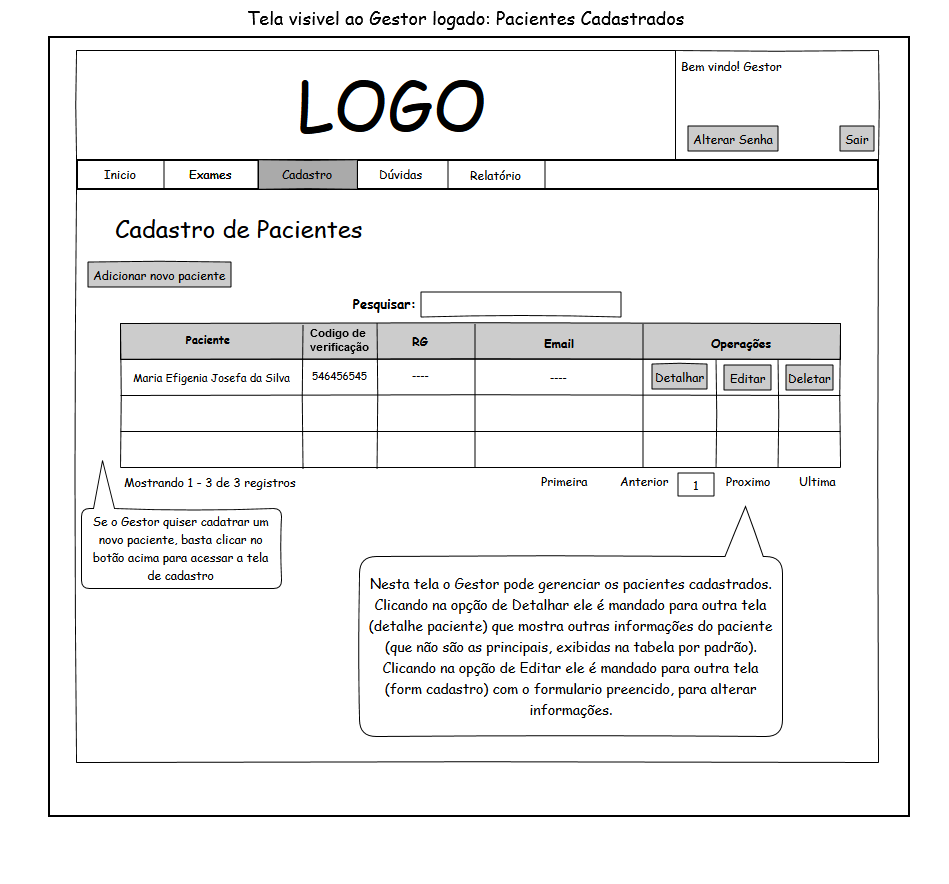 Tela visivel ao Gestor logado: Pacientes Cadastrados
LOGO
Bem vindo! Gestor
Alterar Senha
Sair
Inicio
Exames
Cadastro
Dúvidas
Relatório
Cadastro de Pacientes
Adicionar novo paciente
Pesquisar:
Paciente
Codigo de
verificação
RG
Email
Operações
Maria Efigenia Josefa da Silva
546456545
----
----
Detalhar
Editar
Deletar
Mostrando 1 - 3 de 3 registros
Primeira
Anterior
1
Proximo
Ultima
Se o Gestor quiser cadatrar um
novo paciente, basta clicar no
botão acima para acessar a tela
de cadastro
Nesta tela o Gestor pode gerenciar os pacientes cadastrados.
Clicando na opção de Detalhar ele é mandado para outra tela
(detalhe paciente) que mostra outras informações do paciente
(que não são as principais, exibidas na tabela por padrão).
Clicando na opção de Editar ele é mandado para outra tela
(form cadastro) com o formulario preencido, para alterar
informações.